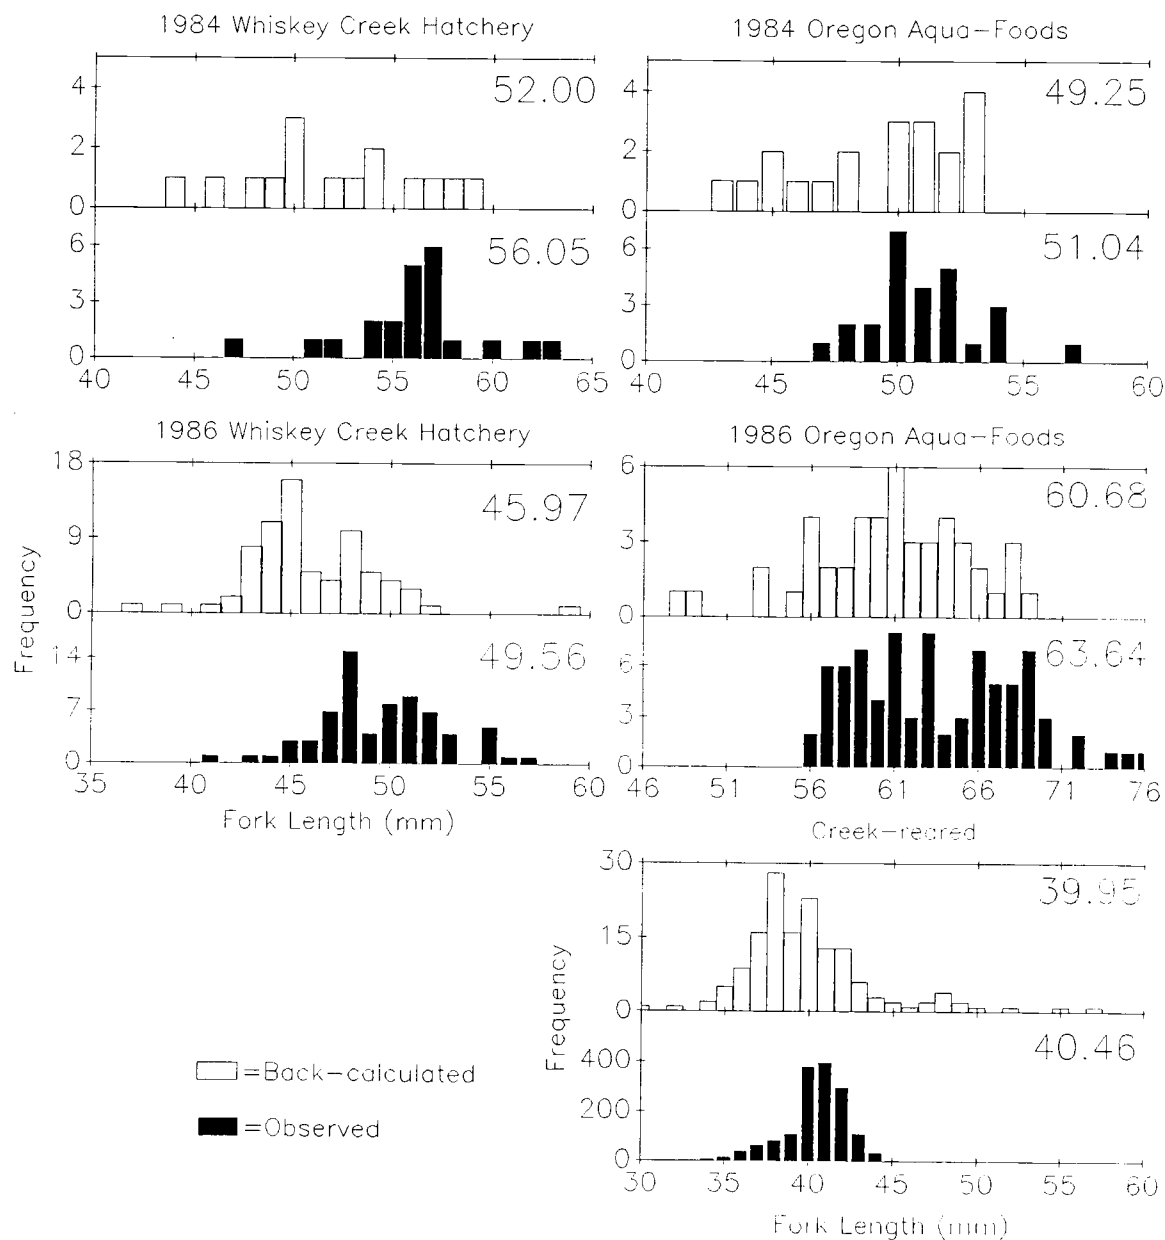 1984 Whiskey Creek Hatchery
4
2
0
52.00
6
3
0
56.05
40 45 50 55 60 65
1984 Oregon Aqua-Foods
4
2
0
49.25
6
3
0
51.04
40 45 50 55 60
1986 Whiskey Creek Hatchery
18
9
0
45.97
Frequency
14
7
0
49.56
35 40 45 50 55 60
Fork Length (mm)
1986 Oregon Aqua-Foods
6
3
0
60.68
6
3
0
63.64
46 51 56 61 66 71 76
Creek-reared
30
15
0
39.95
Frequency
400
200
0
40.46
30 35 40 45 50 55 60
Fork Length (mm)
=Back-calculated
=Observed